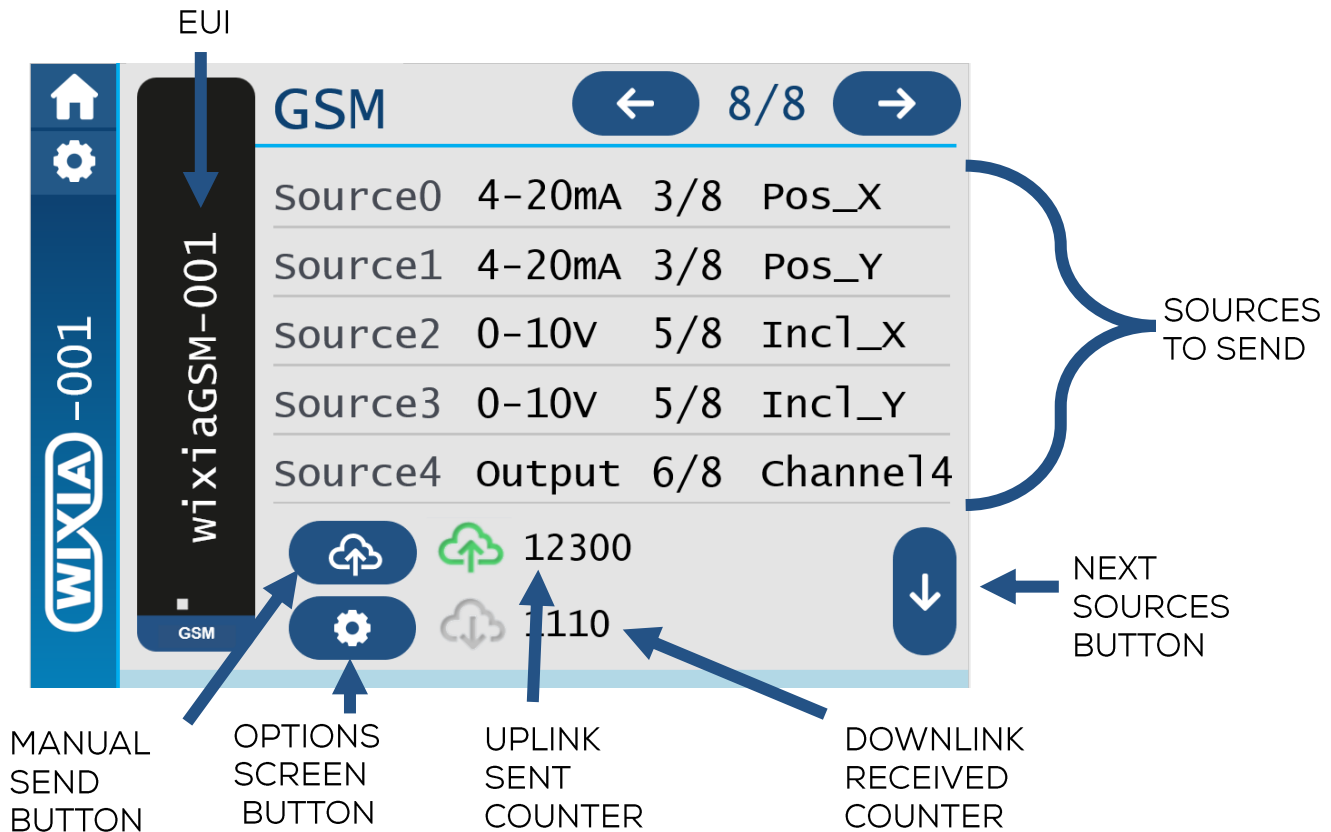 EUI
GSM
8/8
Source0 4-20mA 3/8 Pos_X
Source1 4-20mA 3/8 Pos_Y
Source2 0-10V 5/8 Incl_X
Source3 0-10V 5/8 Incl_Y
Source4 Output 6/8 Channel4
12300
1110
WIXIA -001
wixiaGSM-001
GSM
SOURCES
TO SEND
NEXT
SOURCES
BUTTON
MANUAL
SEND
BUTTON
OPTIONS
SCREEN
BUTTON
UPLINK
SENT
COUNTER
DOWNLINK
RECEIVED
COUNTER